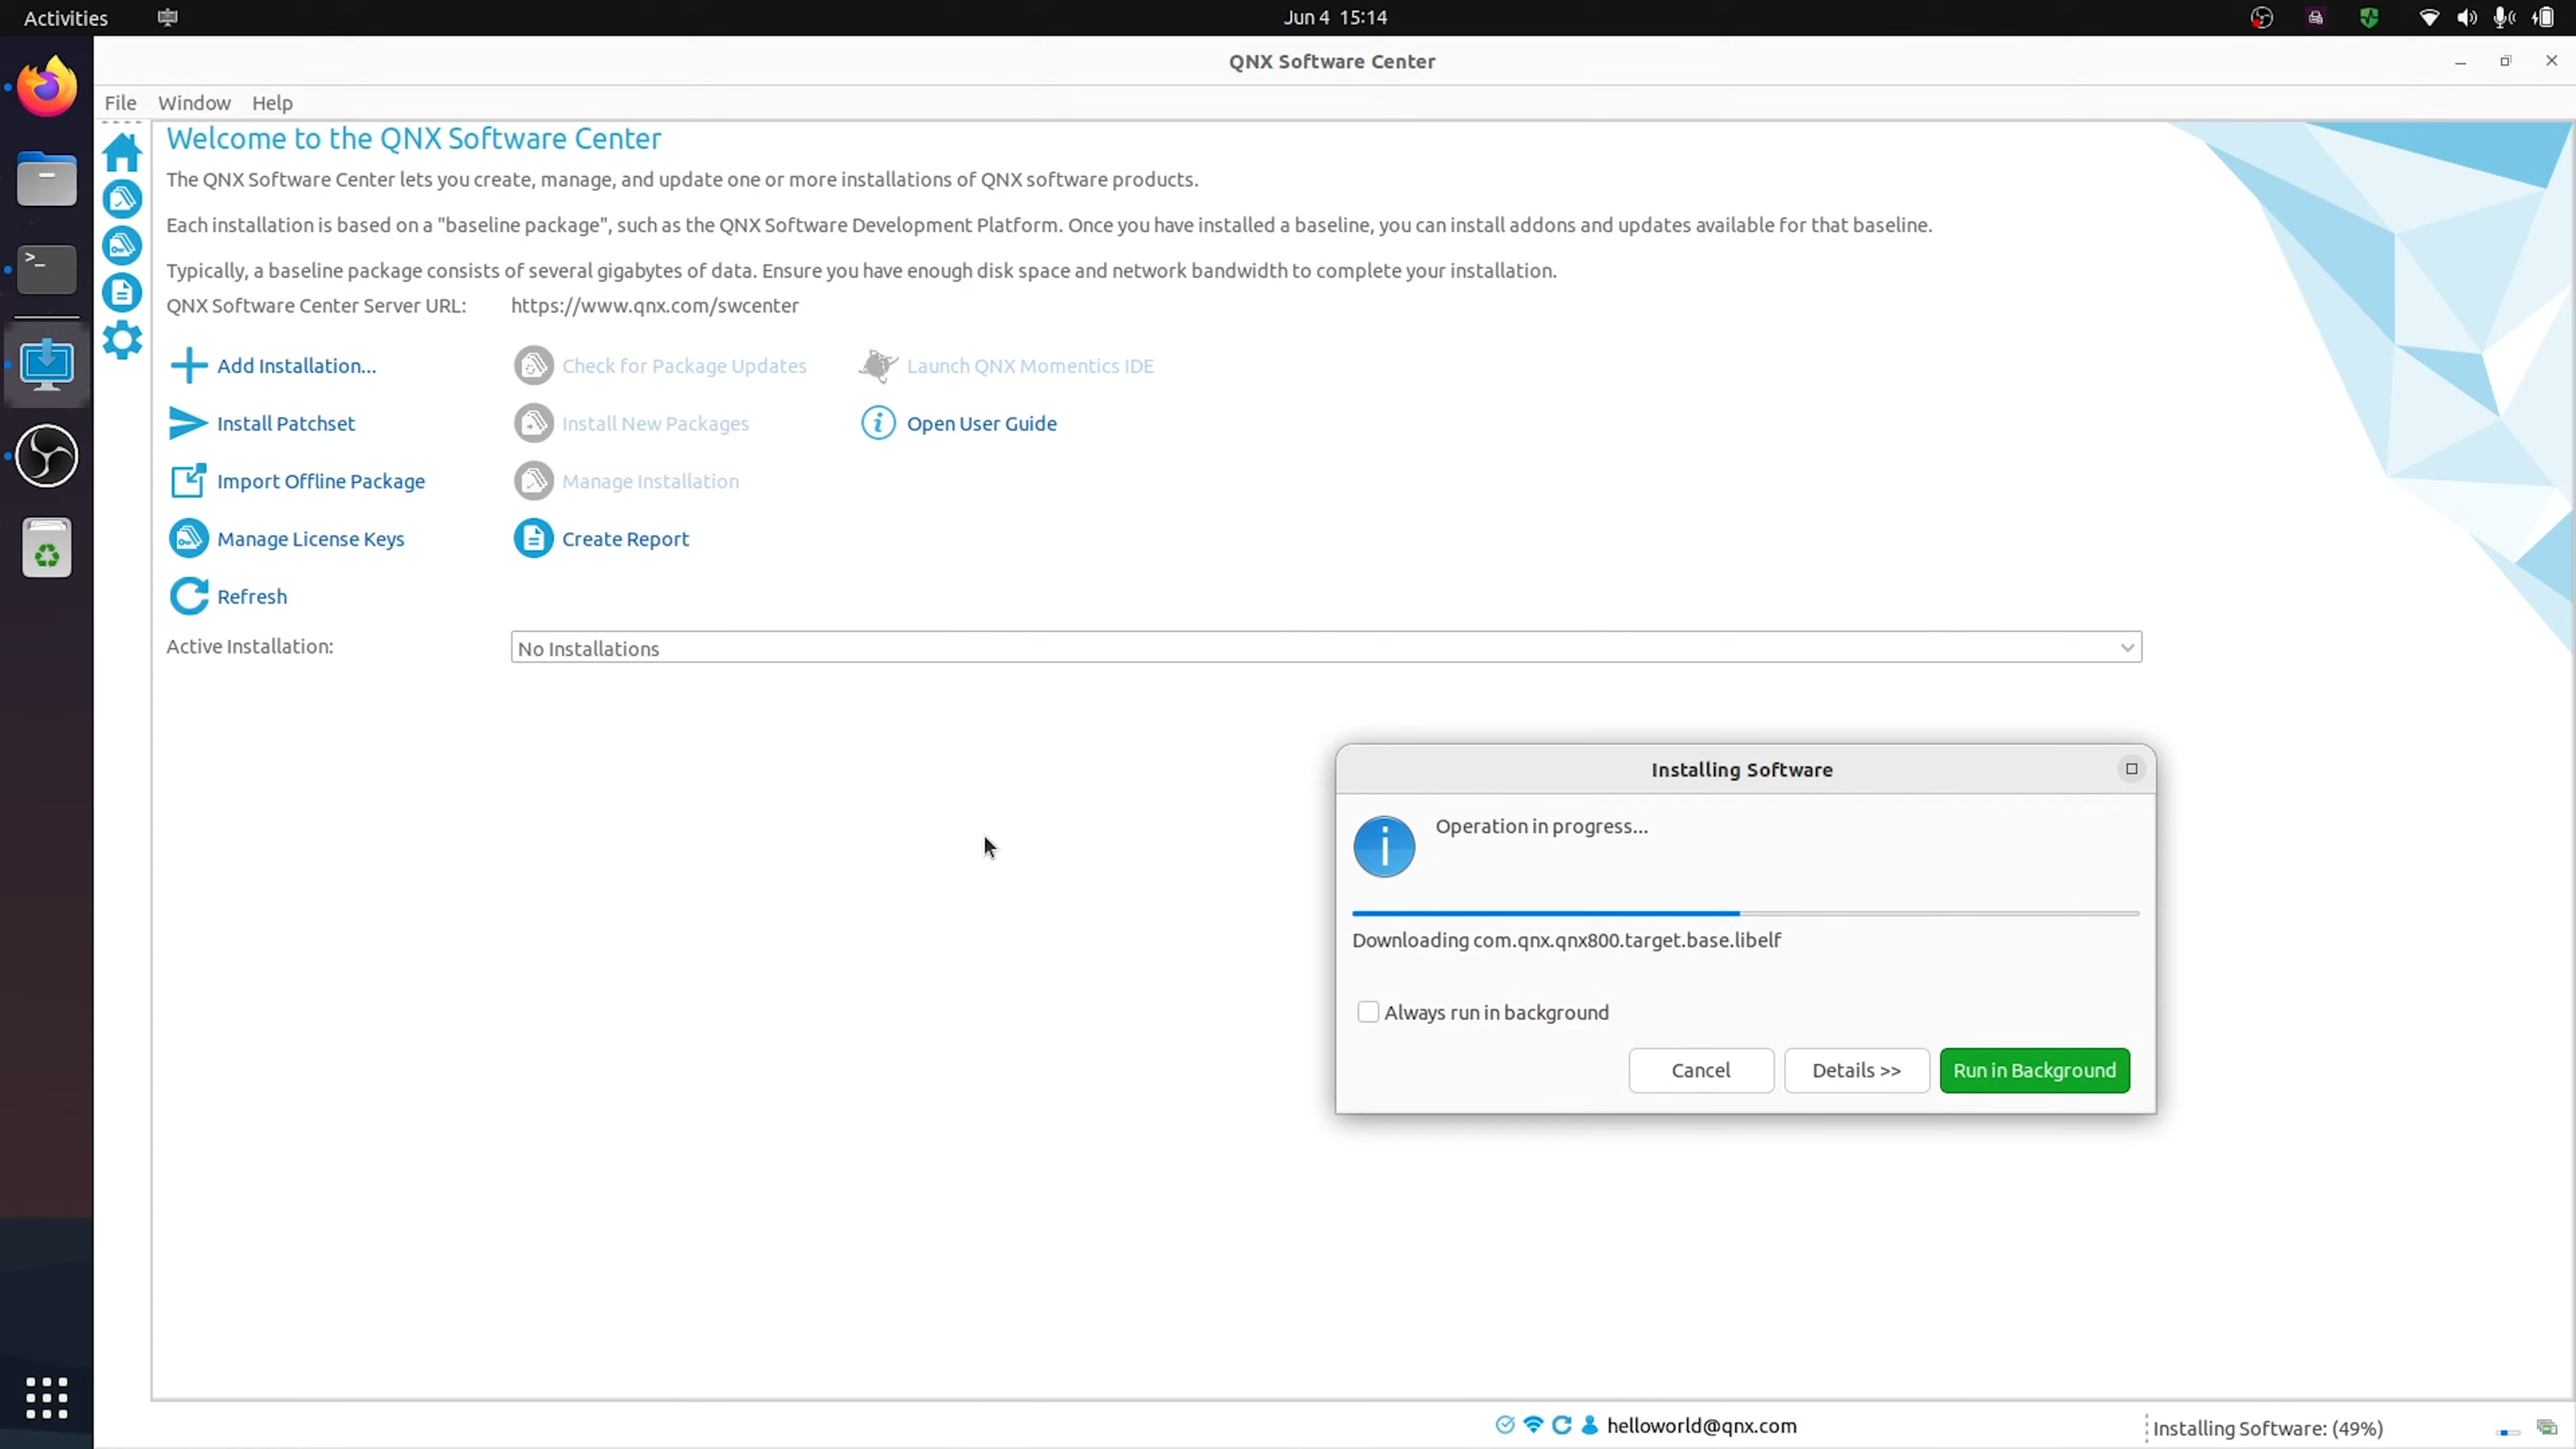 Activities
Jun 4 15:14
QNX Software Center
File Window Help
Welcome to the QNX Software Center
The QNX Software Center lets you create, manage, and update one or more installations of QNX software products.
Each installation is based on a "baseline package", such as the QNX Software Development Platform. Once you have installed a baseline, you can install addons and updates available for that baseline.
Typically, a baseline package consists of several gigabytes of data. Ensure you have enough disk space and network bandwidth to complete your installation.
QNX Software Center Server URL: https://www.qnx.com/swcenter
Add Installation... Check for Package Updates Launch QNX Momentics IDE
Install Patchset Install New Packages Open User Guide
Import Offline Package Manage Installation
Manage License Keys Create Report
Refresh
Active Installation: No Installations
Installing Software
Operation in progress...
Downloading com.qnx.qnx800.target.base.libelf
Always run in background
Cancel Details >> Run in Background
helloworld@qnx.com Installing Software: (49%)